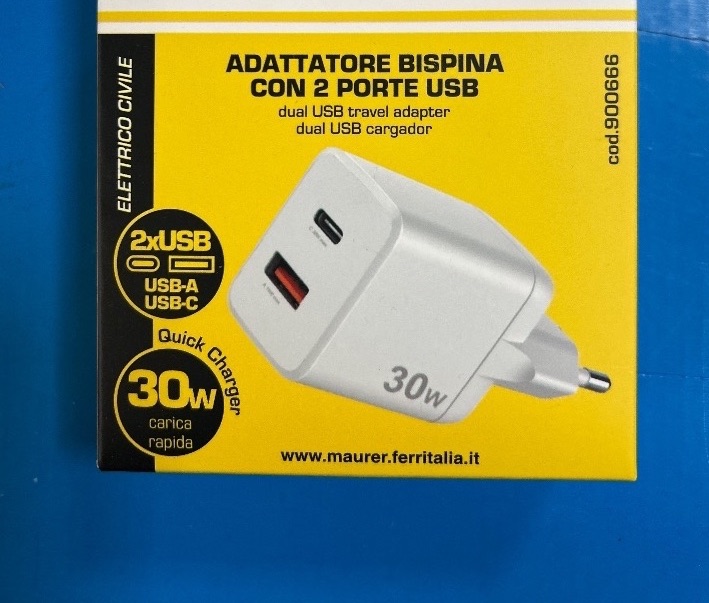 ELETTRICO CIVILE
ADATTATORE BISPINA
CON 2 PORTE USB
dual USB travel adapter
dual USB cargador
cod.900666
2xUSB
USB-A
USB-C
Quick Charger
30W
carica
rapida
30W
www.maurer.ferritalia.it